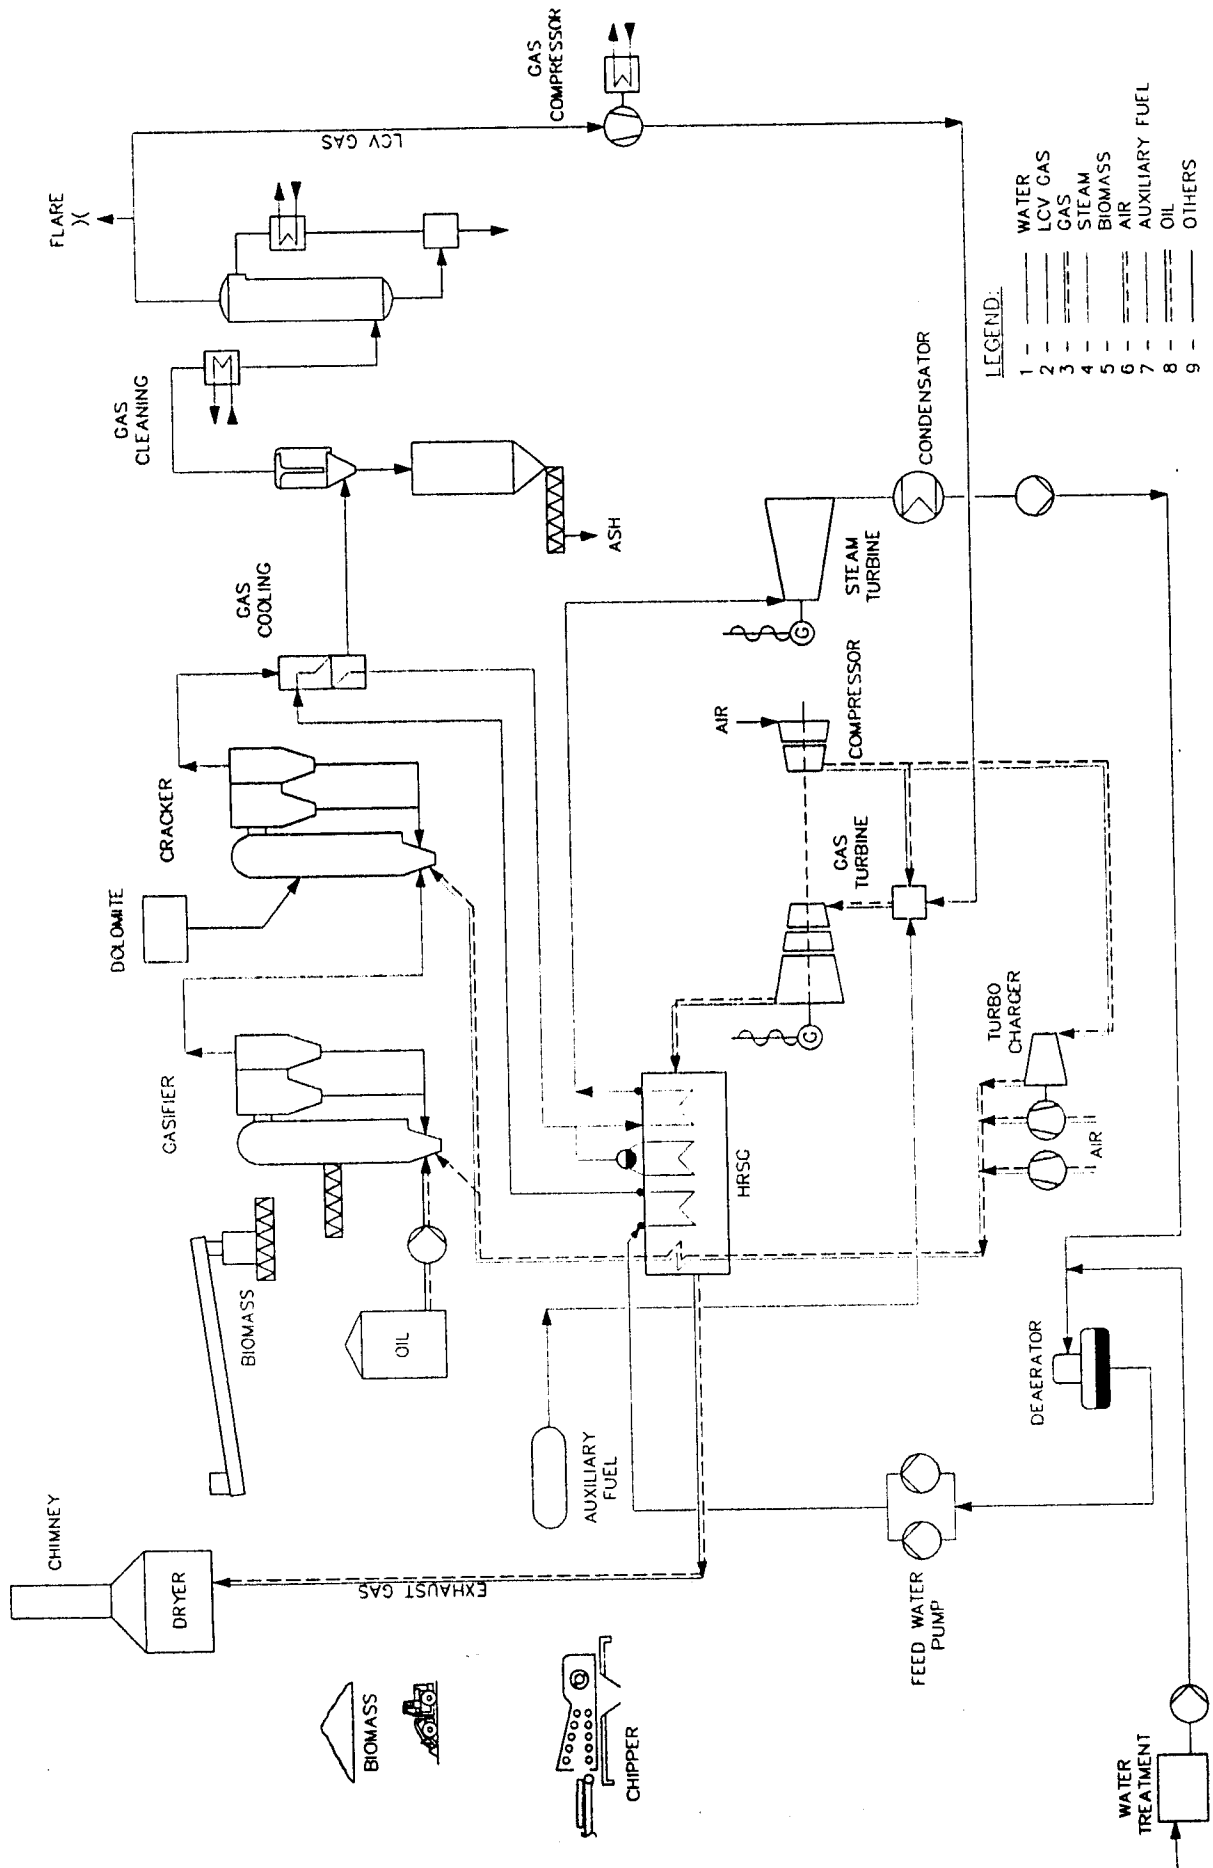 CHIMNEY
DRYER
EXHAUST GAS
BIOMASS
CHIPPER
WATER
TREATMENT
FEED WATER
PUMP
DEAERATOR
AUXILIARY
FUEL
BIOMASS
OIL
GASIFIER
HRSG
DOLOMITE
CRACKER
GAS
COOLING
GAS
CLEANING
ASH
FLARE
LCV GAS
GAS
COMPRESSOR
STEAM
TURBINE
G
CONDENSATOR
AIR
COMPRESSOR
GAS
TURBINE
G
TURBO
CHARGER
AIR
LEGEND:
1 - WATER
2 - LCV GAS
3 - GAS
4 - STEAM
5 - BIOMASS
6 - AIR
7 - AUXILIARY FUEL
8 - OIL
9 - OTHERS